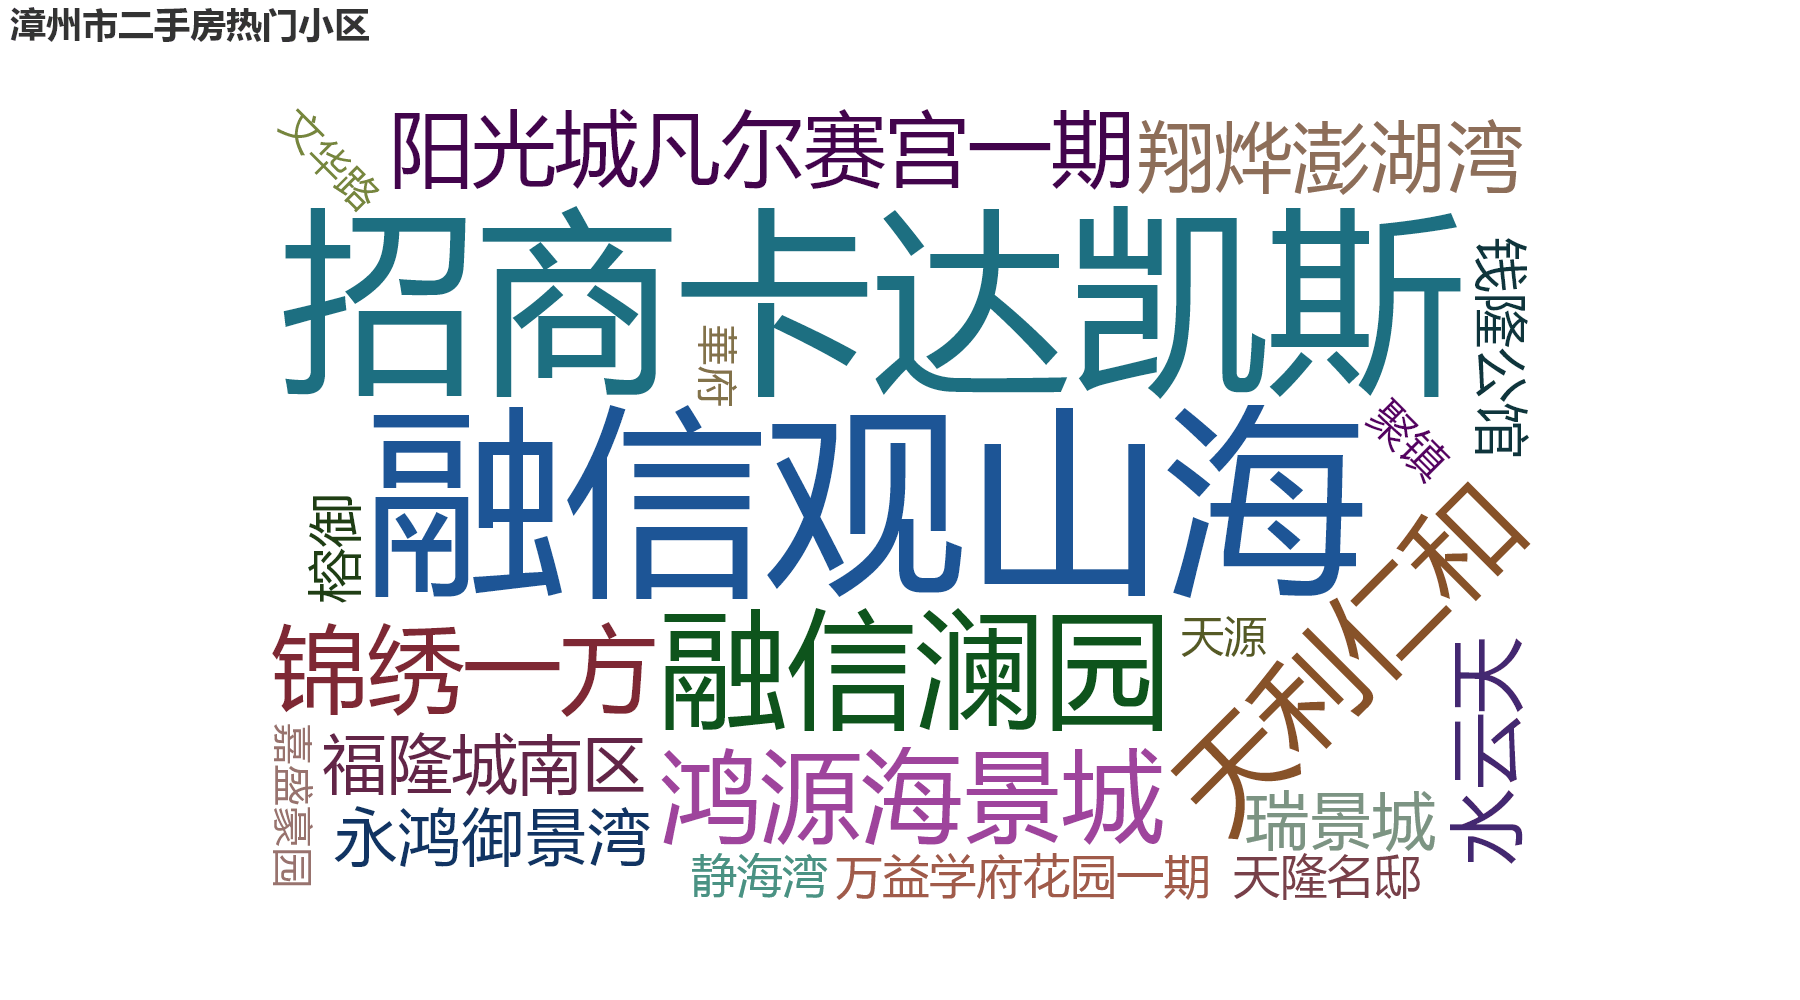 漳州市二手房热门小区
文华路
阳光城凡尔赛宫一期
翔烨澎湖湾
招商卡达凯斯
钱隆公馆
華府
聚镇
融信观山海
榕御
天利仁和
锦绣一方
融信澜园
天源
水云天
嘉盛豪园
福隆城南区
鸿源海景城
瑞景城
永鸿御景湾
静海湾
万益学府花园一期
天隆名邸